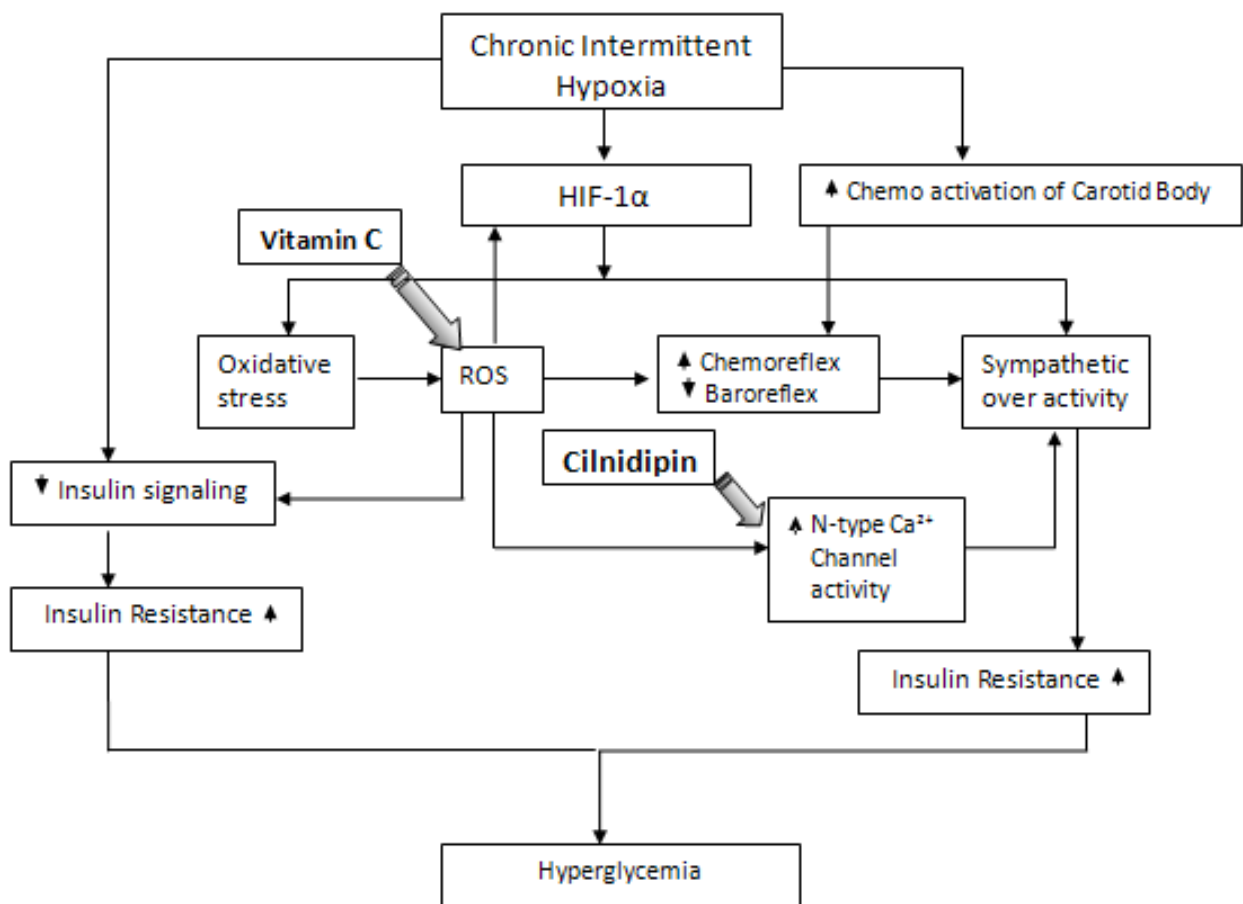 Chronic Intermittent
Hypoxia
HIF-1α
↑ Chemo activation of Carotid Body
Vitamin C
Oxidative
stress
ROS
↑ Chemoreflex
↓ Baroreflex
Sympathetic
over activity
Cilnidipin
↓ Insulin signaling
↑ N-type Ca²⁺
Channel
activity
Insulin Resistance ↑
Insulin Resistance ↑
Hyperglycemia